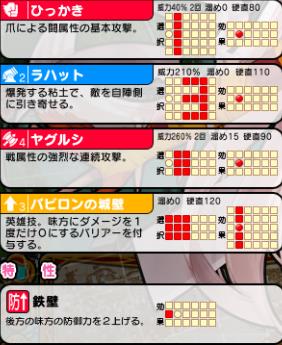 ひっかき
威力40% 2回 溜め0 硬直80
爪による闘属性の基本攻撃。
選択
効果
2 ラハット
威力210% 溜め0 硬直110
爆発する粘土で、敵を自陣側
に引き寄せる。
選択
効果
4 ヤグルシ
威力260% 2回 溜め15 硬直90
戦属性の強烈な連続攻撃。
選択
効果
3 バビロンの城壁
溜め0 硬直120
英雄技。味方にダメージを1
度だけ0にするバリアーを付
与する。
選択
効果
特性
防 鉄壁
後方の味方の防御力を2上げる。
効果